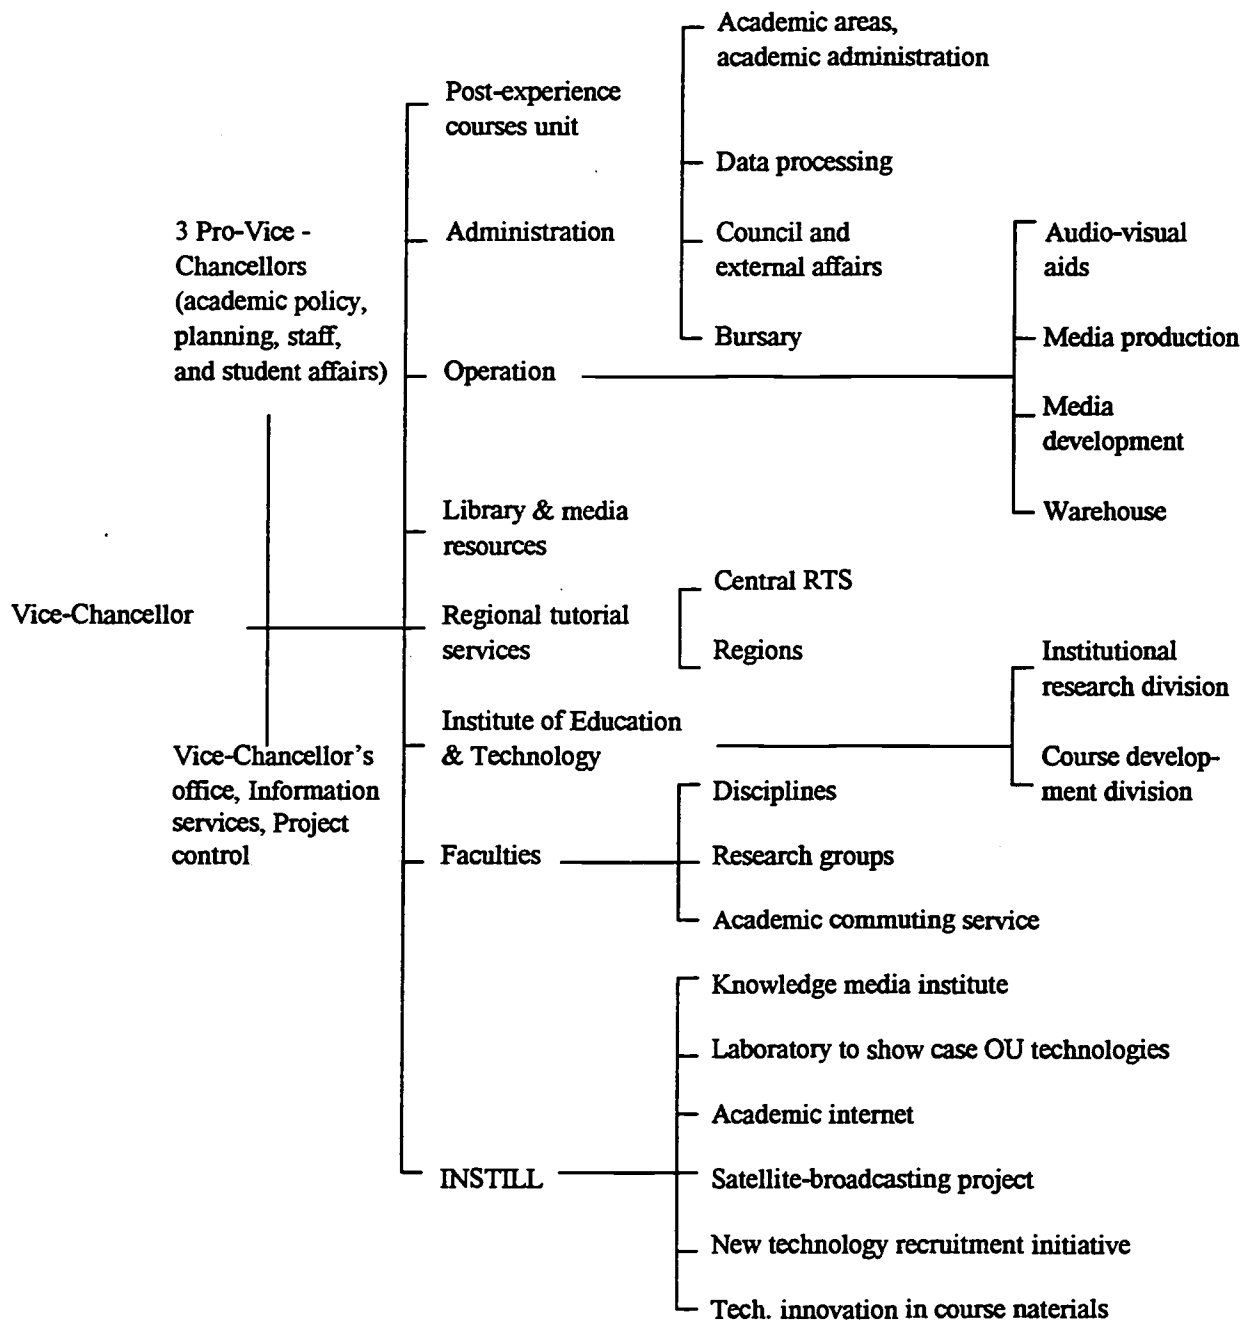 Vice-Chancellor
3 Pro-Vice -
Chancellors
(academic policy,
planning, staff,
and student affairs)
Vice-Chancellor's
office, Information
services, Project
control
Post-experience
courses unit
Administration
Academic areas,
academic administration
Data processing
Council and
external affairs
Bursary
Operation
Audio-visual
aids
Media production
Media
development
Warehouse
Library & media
resources
Regional tutorial
services
Central RTS
Regions
Institute of Education
& Technology
Institutional
research division
Course develop-
ment division
Faculties
Disciplines
Research groups
Academic commuting service
INSTILL
Knowledge media institute
Laboratory to show case OU technologies
Academic internet
Satellite-broadcasting project
New technology recruitment initiative
Tech. innovation in course naterials